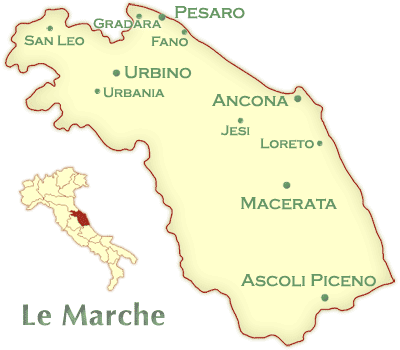 Pesaro
Gradara
San Leo
Fano
Urbino
Urbania
Ancona
Jesi
Loreto
Macerata
Ascoli Piceno
Le Marche